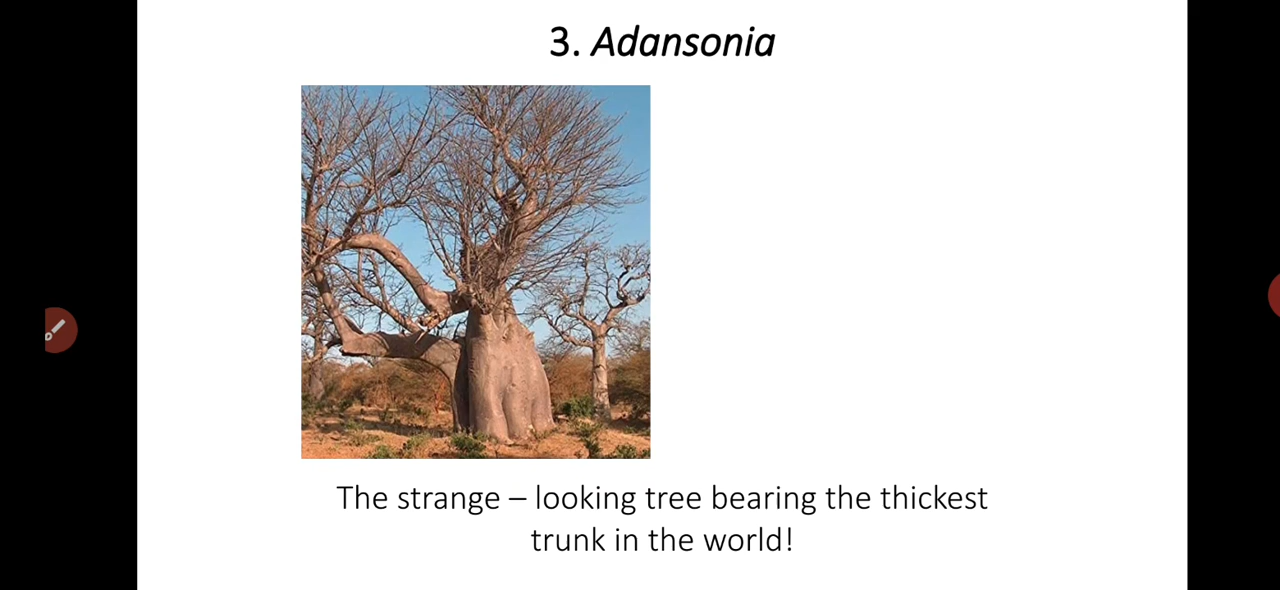 3. Adansonia
The strange – looking tree bearing the thickest
trunk in the world!